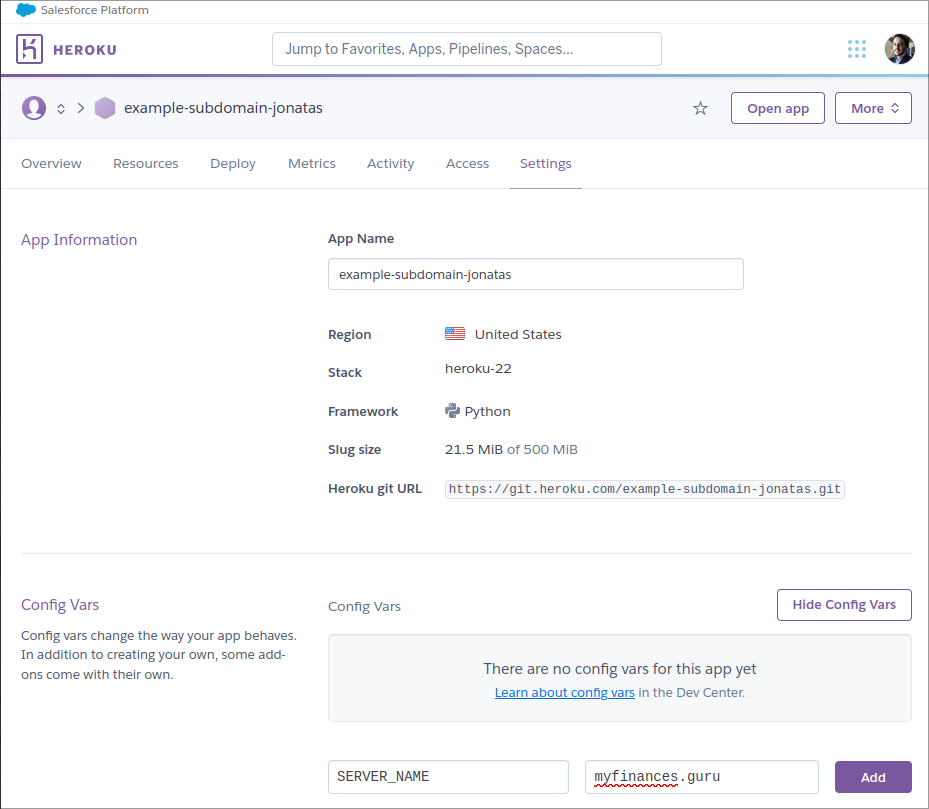 Salesforce Platform
HEROKU
Jump to Favorites, Apps, Pipelines, Spaces...
example-subdomain-jonatas
Open app
More
Overview Resources Deploy Metrics Activity Access Settings
App Information
App Name
example-subdomain-jonatas
Region United States
Stack heroku-22
Framework Python
Slug size 21.5 MiB of 500 MiB
Heroku git URL https://git.heroku.com/example-subdomain-jonatas.git
Config Vars
Config vars change the way your app behaves.
In addition to creating your own, some add-
ons come with their own.
Config Vars
Hide Config Vars
There are no config vars for this app yet
Learn about config vars in the Dev Center.
SERVER_NAME myfinances.guru Add